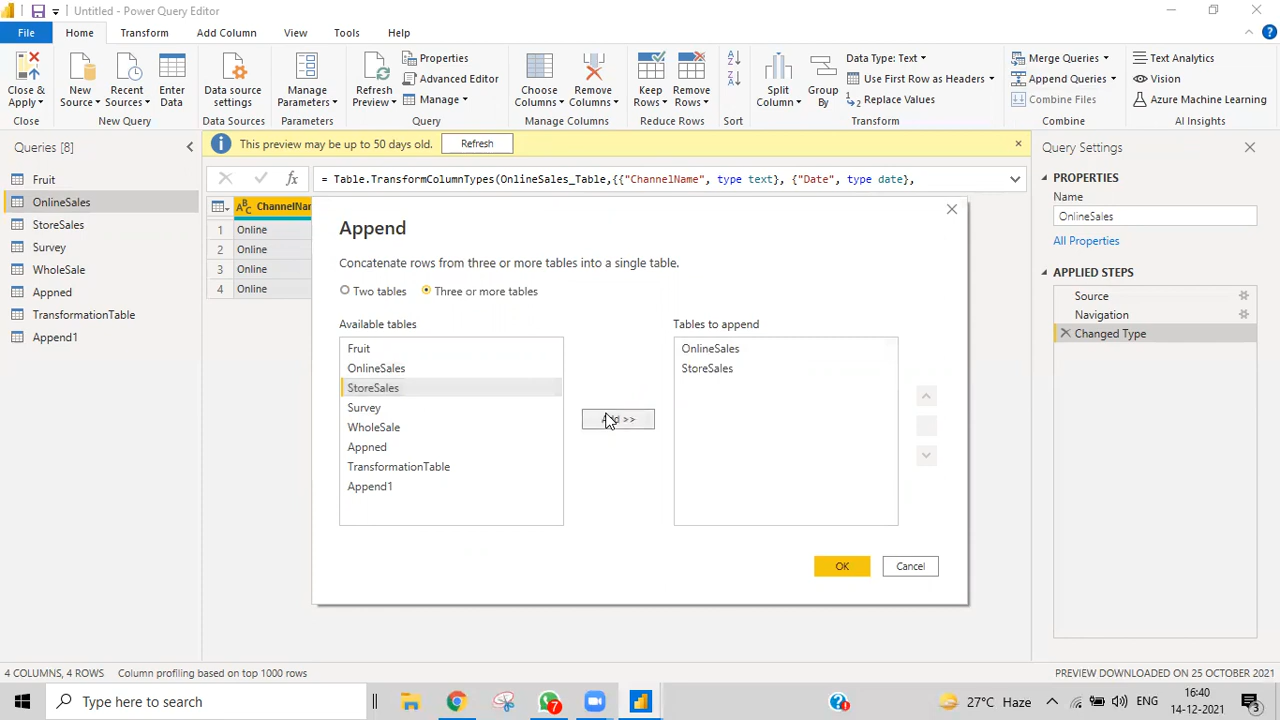 Untitled - Power Query Editor
File Home Transform Add Column View Tools Help
Close & Apply
New Source
Recent Sources
Enter Data
Data source settings
Manage Parameters
Refresh Preview
Properties
Advanced Editor
Manage
Choose Columns
Remove Columns
Keep Rows
Remove Rows
Split Column
Group By
Data Type: Text
Use First Row as Headers
Replace Values
Merge Queries
Append Queries
Combine Files
Text Analytics
Vision
Azure Machine Learning
Close New Query Data Sources Parameters Query Manage Columns Reduce Rows Sort Transform Combine AI Insights
Queries [8]
Fruit
OnlineSales
StoreSales
Survey
WholeSale
Appned
TransformationTable
Append1
This preview may be up to 50 days old. Refresh
= Table.TransformColumnTypes(OnlineSales_Table,{{"ChannelName", type text}, {"Date", type date},
ChannelNam
1 Online
2 Online
3 Online
4 Online
Append
Concatenate rows from three or more tables into a single table.
Two tables Three or more tables
Available tables
Fruit
OnlineSales
StoreSales
Survey
WholeSale
Appned
TransformationTable
Append1
>>
Tables to append
OnlineSales
StoreSales
OK Cancel
Query Settings
PROPERTIES
Name
OnlineSales
All Properties
APPLIED STEPS
Source
Navigation
Changed Type
4 COLUMNS, 4 ROWS Column profiling based on top 1000 rows
PREVIEW DOWNLOADED ON 25 OCTOBER 2021
Type here to search
7
27°C Haze
ENG
16:40
14-12-2021
3